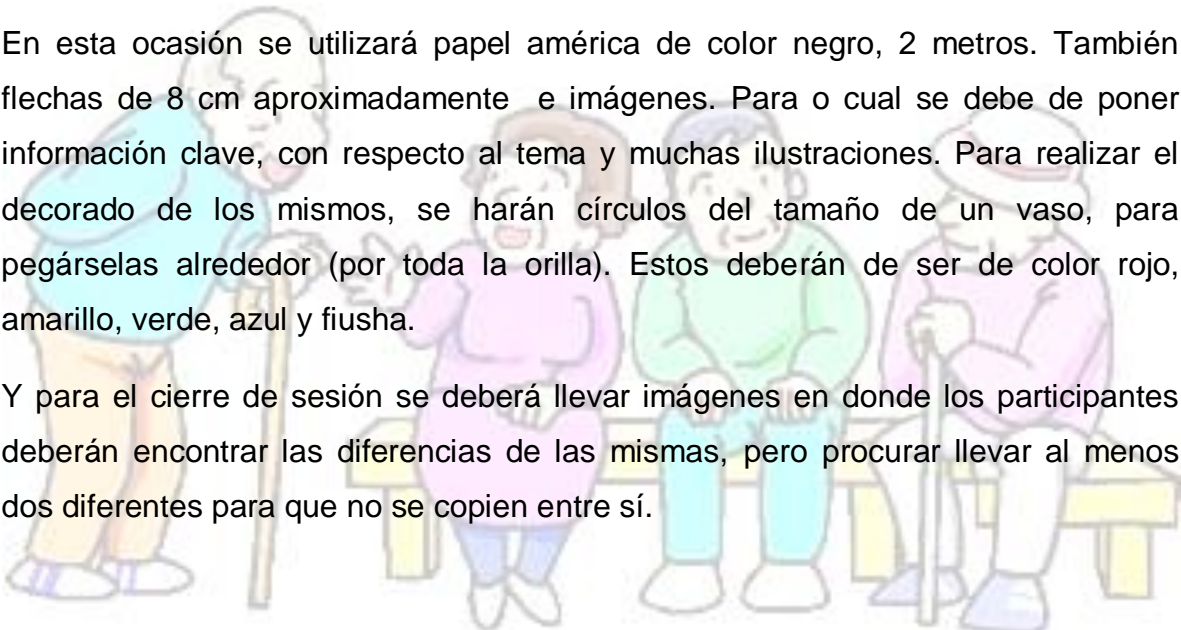 En esta ocasión se utilizará papel américa de color negro, 2 metros. También
flechas de 8 cm aproximadamente e imágenes. Para o cual se debe de poner
información clave, con respecto al tema y muchas ilustraciones. Para realizar el
decorado de los mismos, se harán círculos del tamaño de un vaso, para
pegárselas alrededor (por toda la orilla). Estos deberán de ser de color rojo,
amarillo, verde, azul y fiusha.
Y para el cierre de sesión se deberá llevar imágenes en donde los participantes
deberán encontrar las diferencias de las mismas, pero procurar llevar al menos
dos diferentes para que no se copien entre sí.